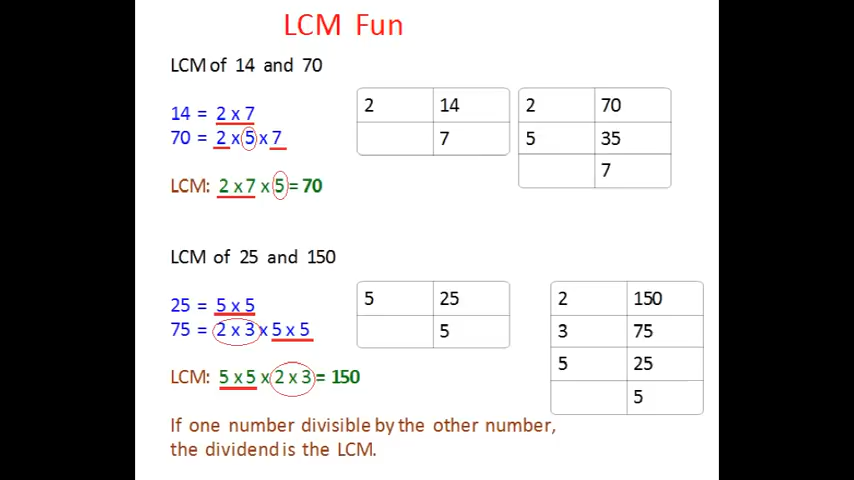 LCM Fun
LCM of 14 and 70
14 = 2 x 7
70 = 2 x 5 x 7
LCM: 2 x 7 x 5 = 70
2 14
7
2 70
5 35
7
LCM of 25 and 150
25 = 5 x 5
75 = 2 x 3 x 5 x 5
LCM: 5 x 5 x 2 x 3 = 150
5 25
5
2 150
3 75
5 25
5
If one number divisible by the other number,
the dividend is the LCM.